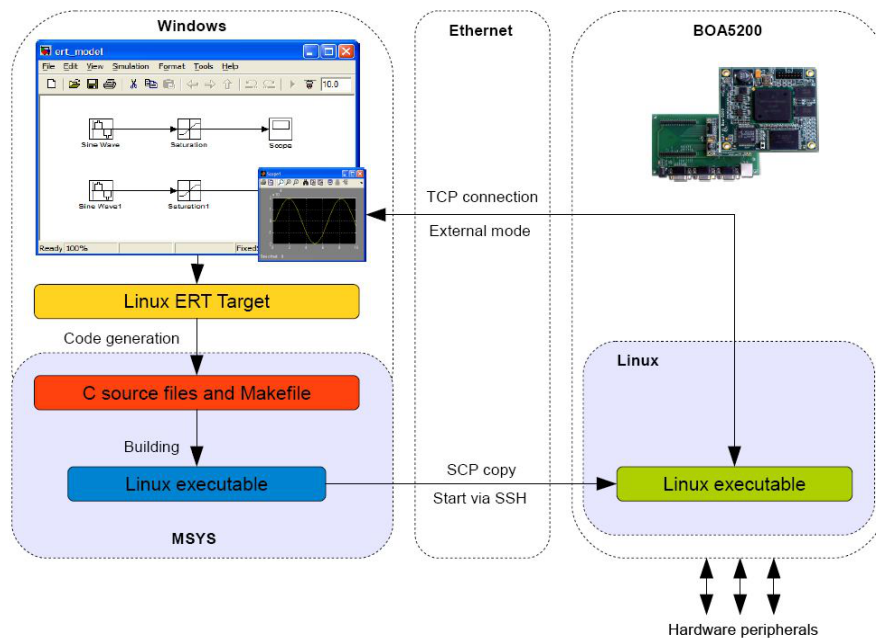 Windows
Ethernet
BOA5200
ert_model
File Edit View Simulation Format Tools Help
10.0
Sine Wave
Saturation
Scope
Sine Wave1
Saturation1
Ready 100%
TCP connection
External mode
Linux ERT Target
Code generation
Linux
C source files and Makefile
Building
Linux executable
SCP copy
Start via SSH
Linux executable
MSYS
Hardware peripherals